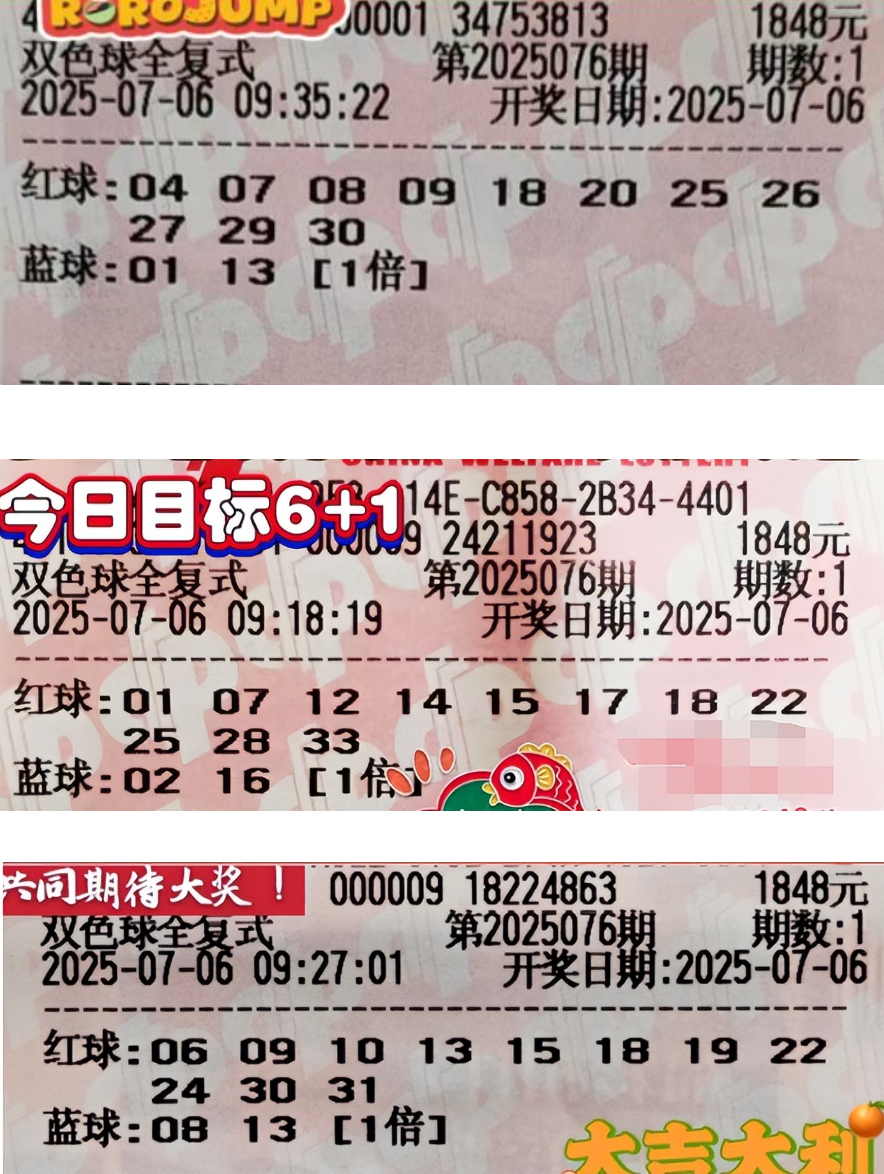 ROROJUMP
00001 34753813 1848元
双色球全复式 第2025076期 期数:1
2025-07-06 09:35:22 开奖日期:2025-07-06
红球:04 07 08 09 18 20 25 26
27 29 30
蓝球:01 13 [1倍]
今日目标6+1
14E-C858-2B34-4401
24211923 1848元
双色球全复式 第2025076期 期数:1
2025-07-06 09:18:19 开奖日期:2025-07-06
红球:01 07 12 14 15 17 18 22
25 28 33
蓝球:02 16 [1倍]
共同期待大奖!
000009 18224863 1848元
双色球全复式 第2025076期 期数:1
2025-07-06 09:27:01 开奖日期:2025-07-06
红球:06 09 10 13 15 18 19 22
24 30 31
蓝球:08 13 [1倍]
大吉大利